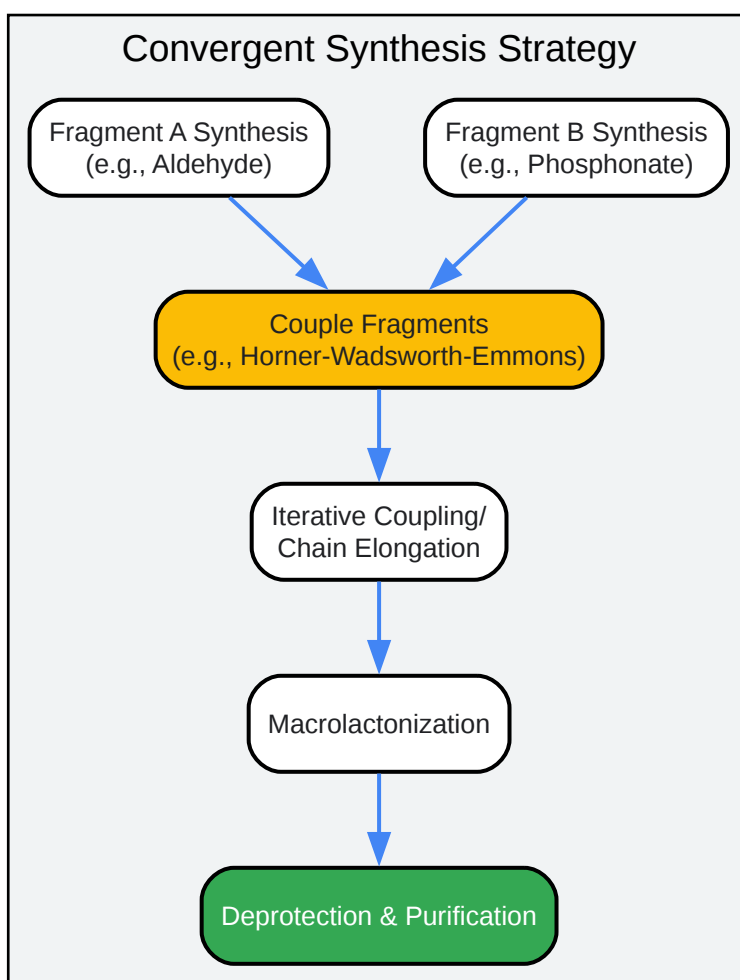 Convergent Synthesis Strategy
Fragment A Synthesis
(e.g., Aldehyde)
Fragment B Synthesis
(e.g., Phosphonate)
Couple Fragments
(e.g., Horner-Wadsworth-Emmons)
Iterative Coupling/
Chain Elongation
Macrolactonization
Deprotection & Purification